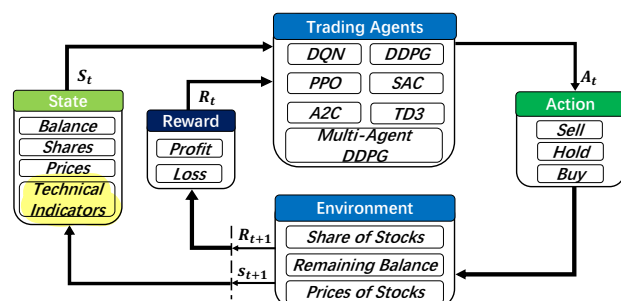 Trading Agents
DQN
DDPG
PPO
SAC
A2C
TD3
Multi-Agent
DDPG
S_t
R_t
A_t
State
Balance
Shares
Prices
Technical
Indicators
Reward
Profit
Loss
Action
Sell
Hold
Buy
Environment
Share of Stocks
Remaining Balance
Prices of Stocks
R_{t+1}
s_{t+1}